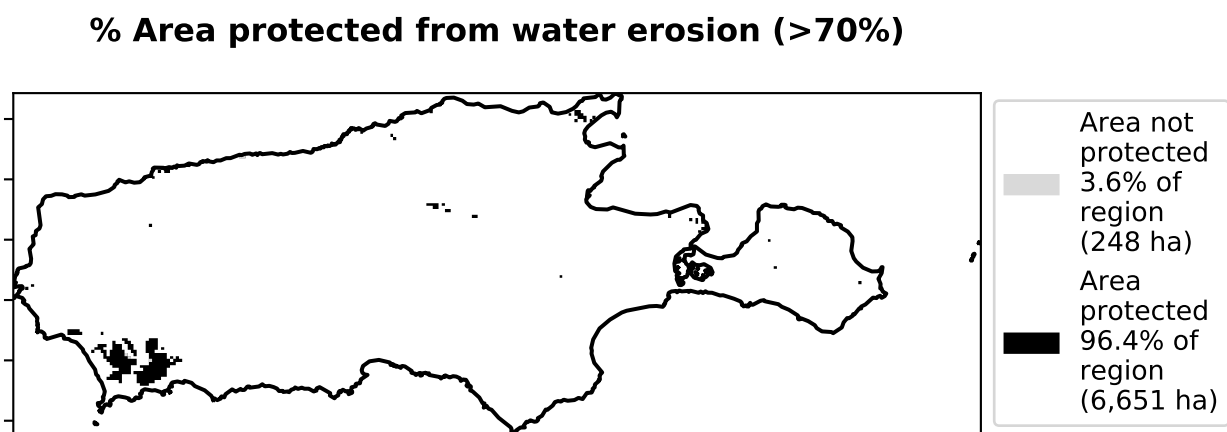 % Area protected from water erosion (>70%)
Area not
protected
3.6% of
region
(248 ha)
Area
protected
96.4% of
region
(6,651 ha)